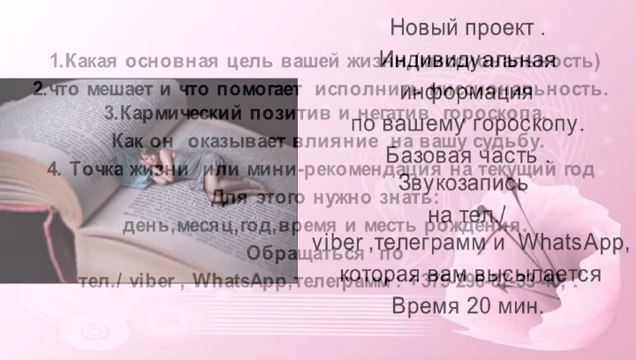 Новый проект .
Индивидуальная
информация
по вашему гороскопу.
Базовая часть .
Звукозапись
на тел./
viber ,телеграмм и WhatsApp,
которая вам высылается
Время 20 мин.
1.Какая основная цель вашей жизни
2.что мешает и что помогает исполнить
3.Кармический позитив и негатив гороскопа.
Как он оказывает влияние на вашу судьбу.
4. Точка жизни или мини-рекомендация на текущий год
Для этого нужно знать:
день,месяц,год,время и месть рождения.
Обращаться по
тел./ viber , WhatsApp,телеграмм